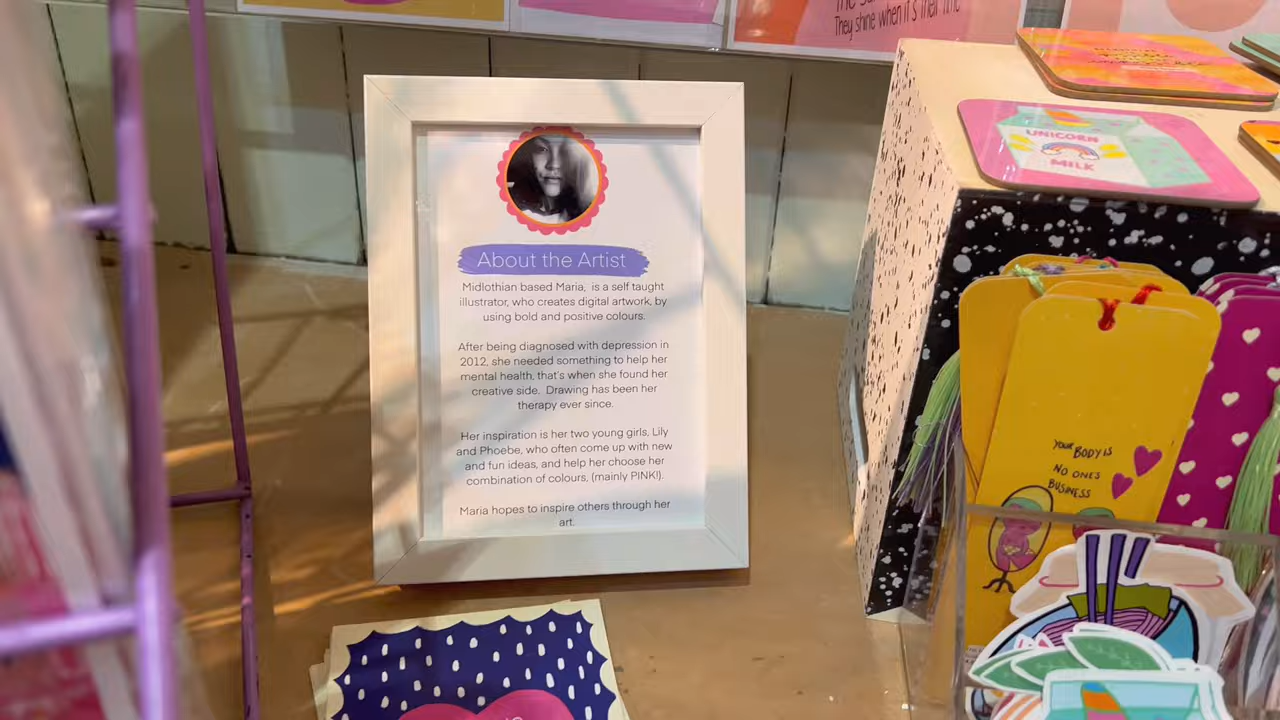 They shine when it's their time
About the Artist
Midlothian based Maria, is a self taught
illustrator, who creates digital artwork, by
using bold and positive colours.
After being diagnosed with depression in
2012, she needed something to help her
mental health, that's when she found her
creative side. Drawing has been her
therapy ever since.
Her inspiration is her two young girls, Lily
and Phoebe, who often come up with new
and fun ideas, and help her choose her
combination of colours, (mainly PINK!).
Maria hopes to inspire others through her
art.
UNICORN
MILK
YOUR BODY IS
NO ONE'S
BUSINESS